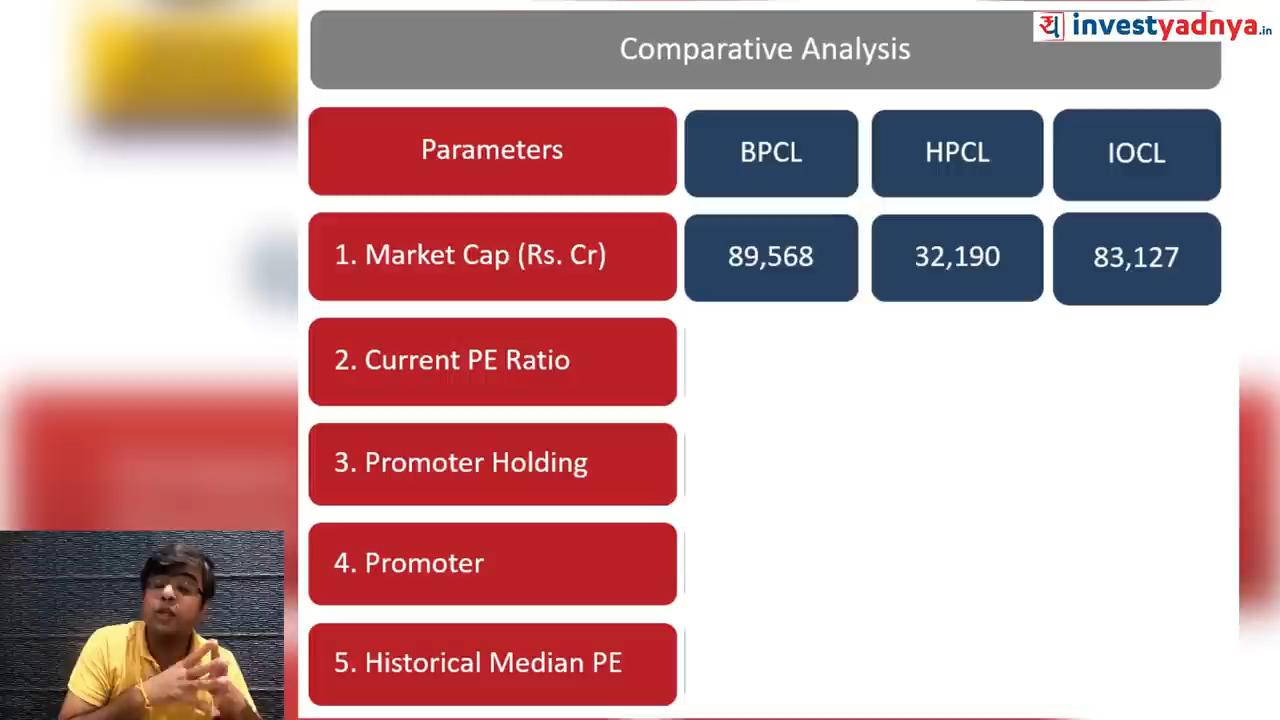 Comparative Analysis
य investyadnya.in
Parameters BPCL HPCL IOCL
1. Market Cap (Rs. Cr) 89,568 32,190 83,127
2. Current PE Ratio
3. Promoter Holding
4. Promoter
5. Historical Median PE